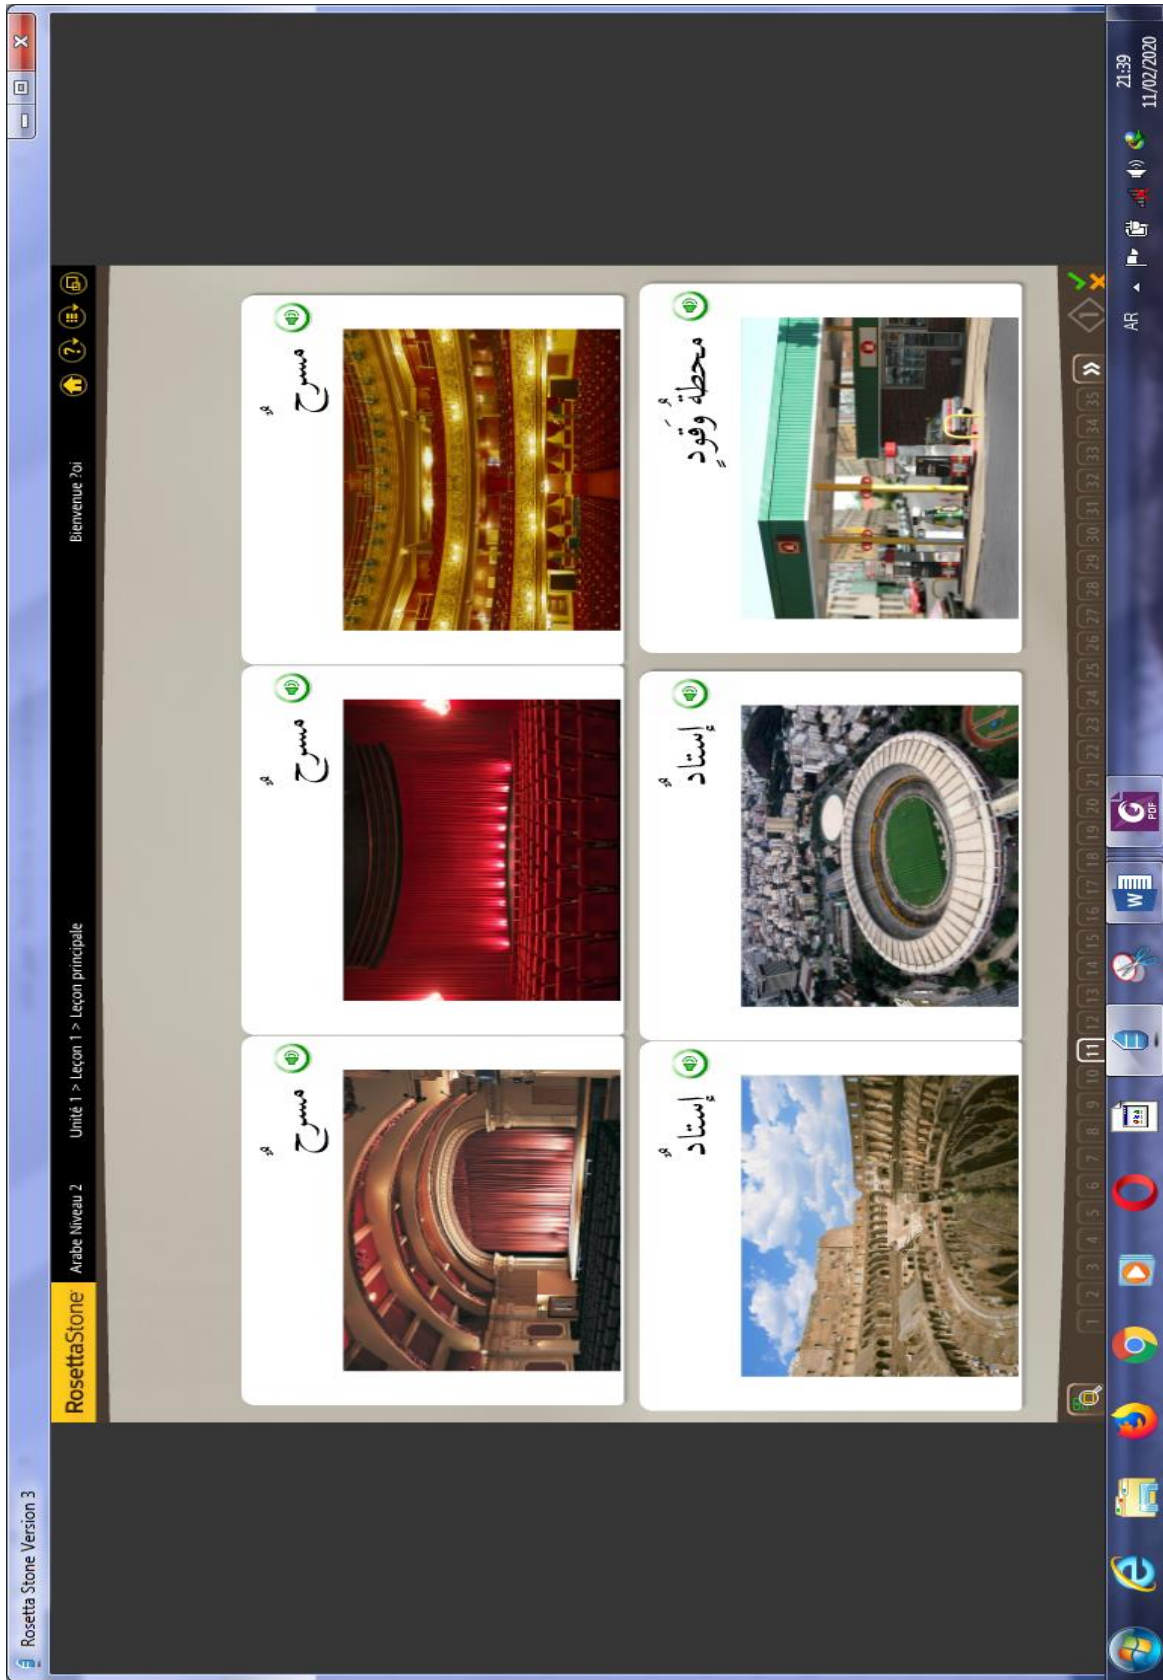 Rosetta Stone Version 3
RosettaStone Arabe Niveau 2 Unité 1 > Leçon 1 > Leçon principale Bienvenue ?oi
مسرحٌ
مسرحٌ
مسرحٌ
إستادٌ
إستادٌ
محطةُ وَقودٍ
1 2 3 4 5 6 7 8 9 10 11 12 13 14 15 16 17 18 19 20 21 22 23 24 25 26 27 28 29 30 31 32 33 34 35
W
PDF
AR
21:39
11/02/2020